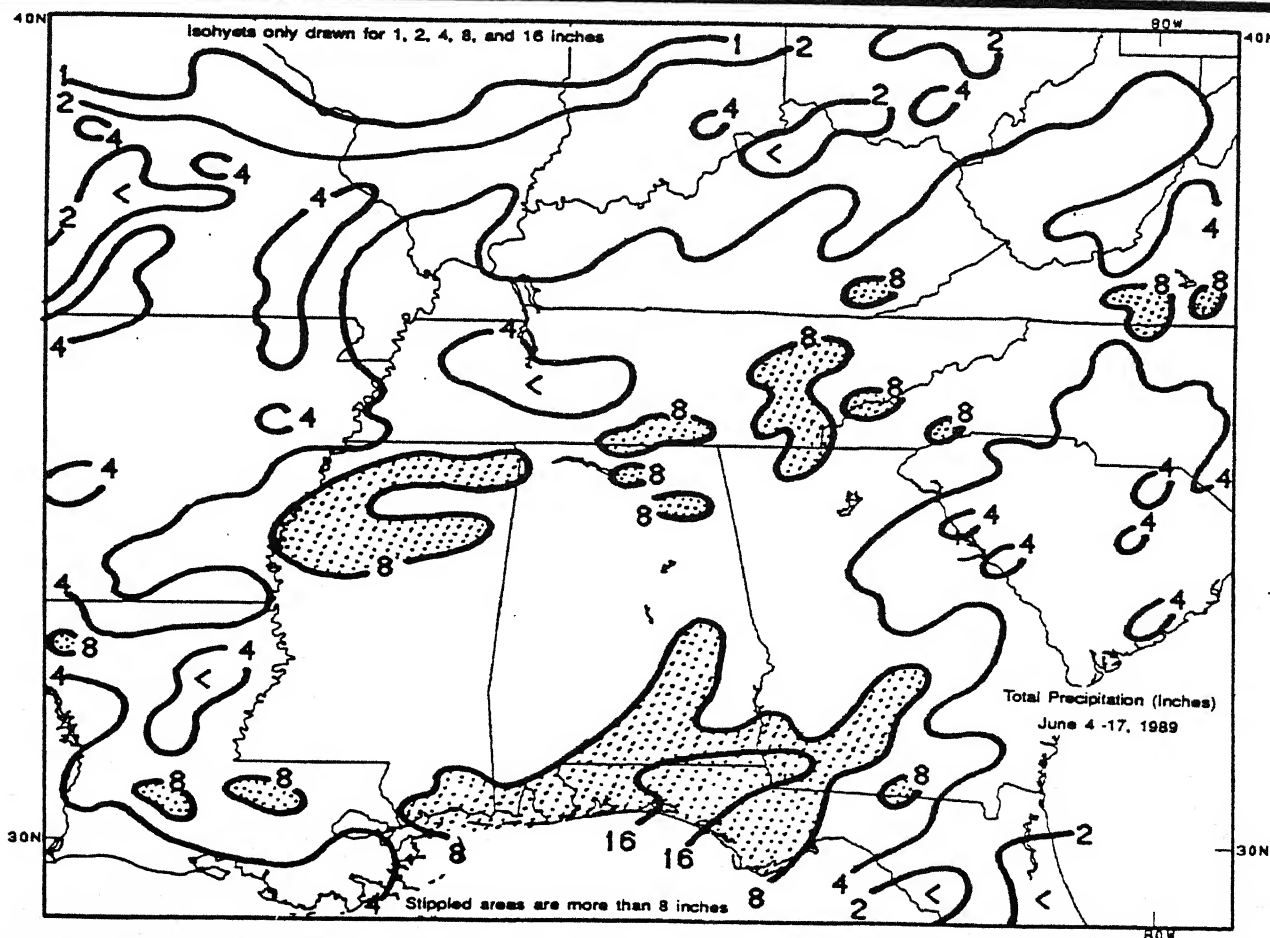 40N 80W 40N
Isohyets only drawn for 1, 2, 4, 8, and 16 inches
1 2 2
1
2 4 2
4
4
< <
4
2 4
4
8 8
8
4 4
8
<
8
4 8 8
4 8 4
8
8 4
4
4
8
4
4
8 4
4 <
Total Precipitation (Inches)
June 4 -17, 1989
8 8 8
30N 16 2 30N
8 16
8 4
< <
2
4 Stippled areas are more than 8 inches
80W